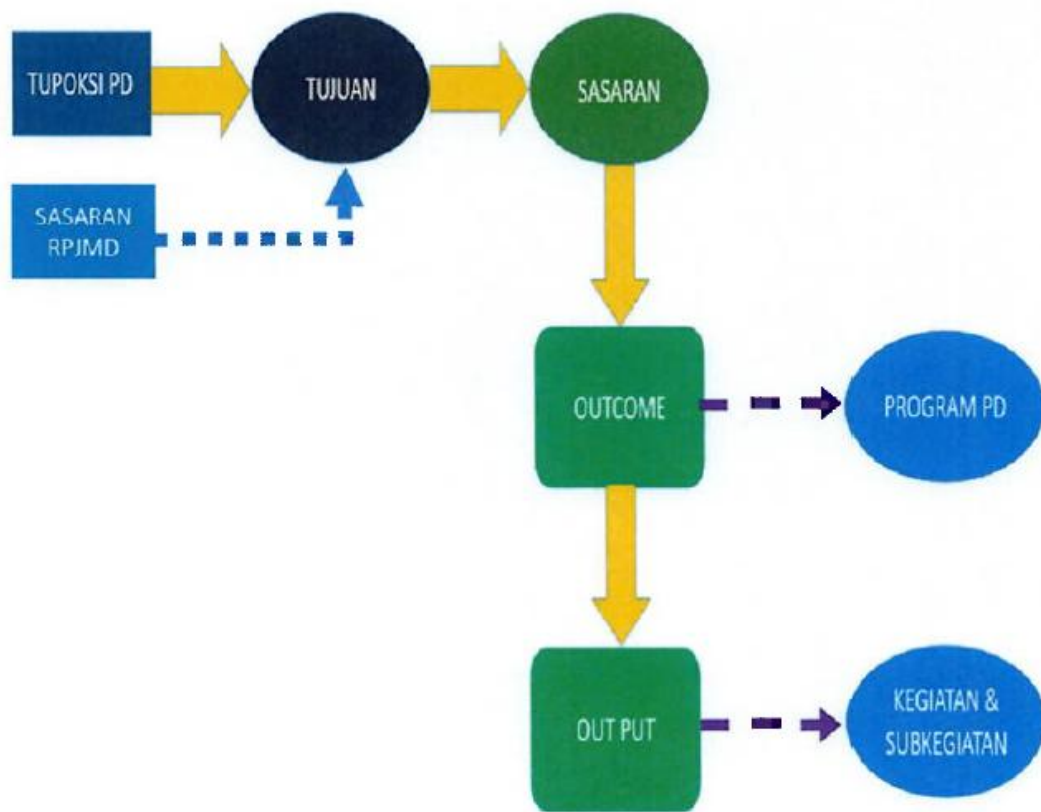 TUPOKSI PD
TUJUAN
SASARAN
SASARAN
RPJMD
OUTCOME
PROGRAM PD
OUT PUT
KEGIATAN &
SUBKEGIATAN